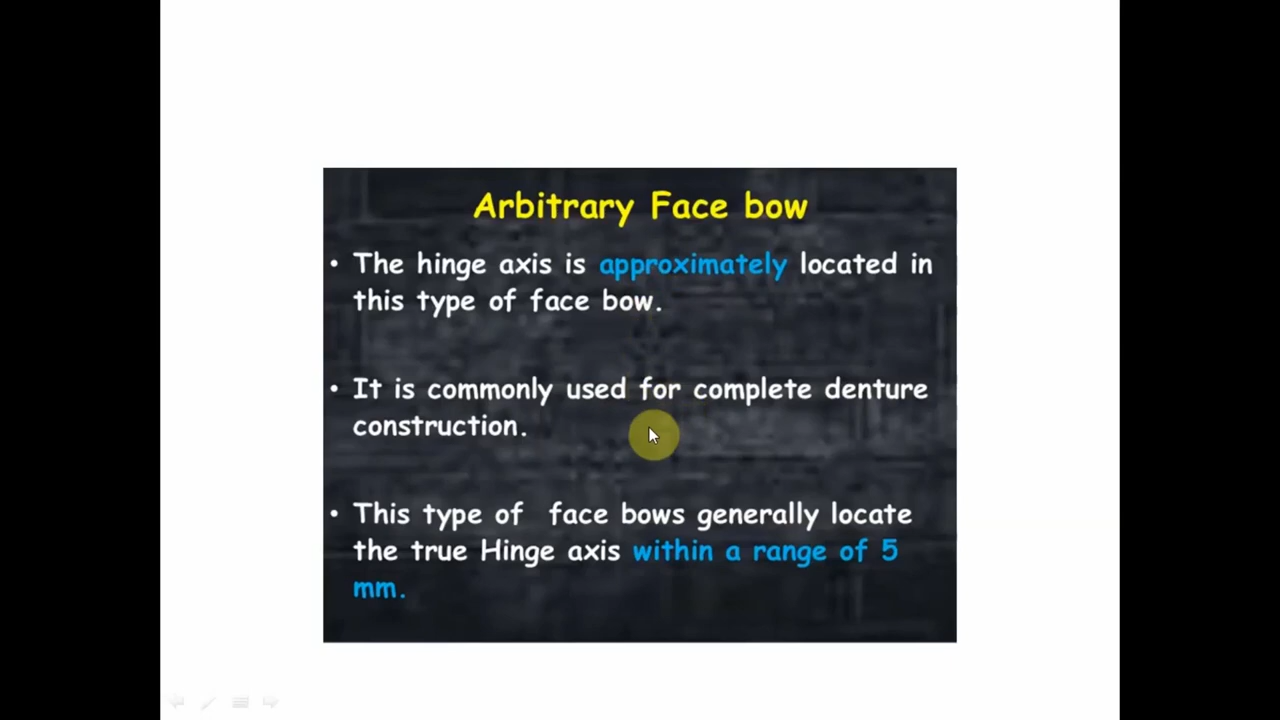 Arbitrary Face bow
• The hinge axis is approximately located in
this type of face bow.
• It is commonly used for complete denture
construction.
• This type of face bows generally locate
the true Hinge axis within a range of 5
mm.